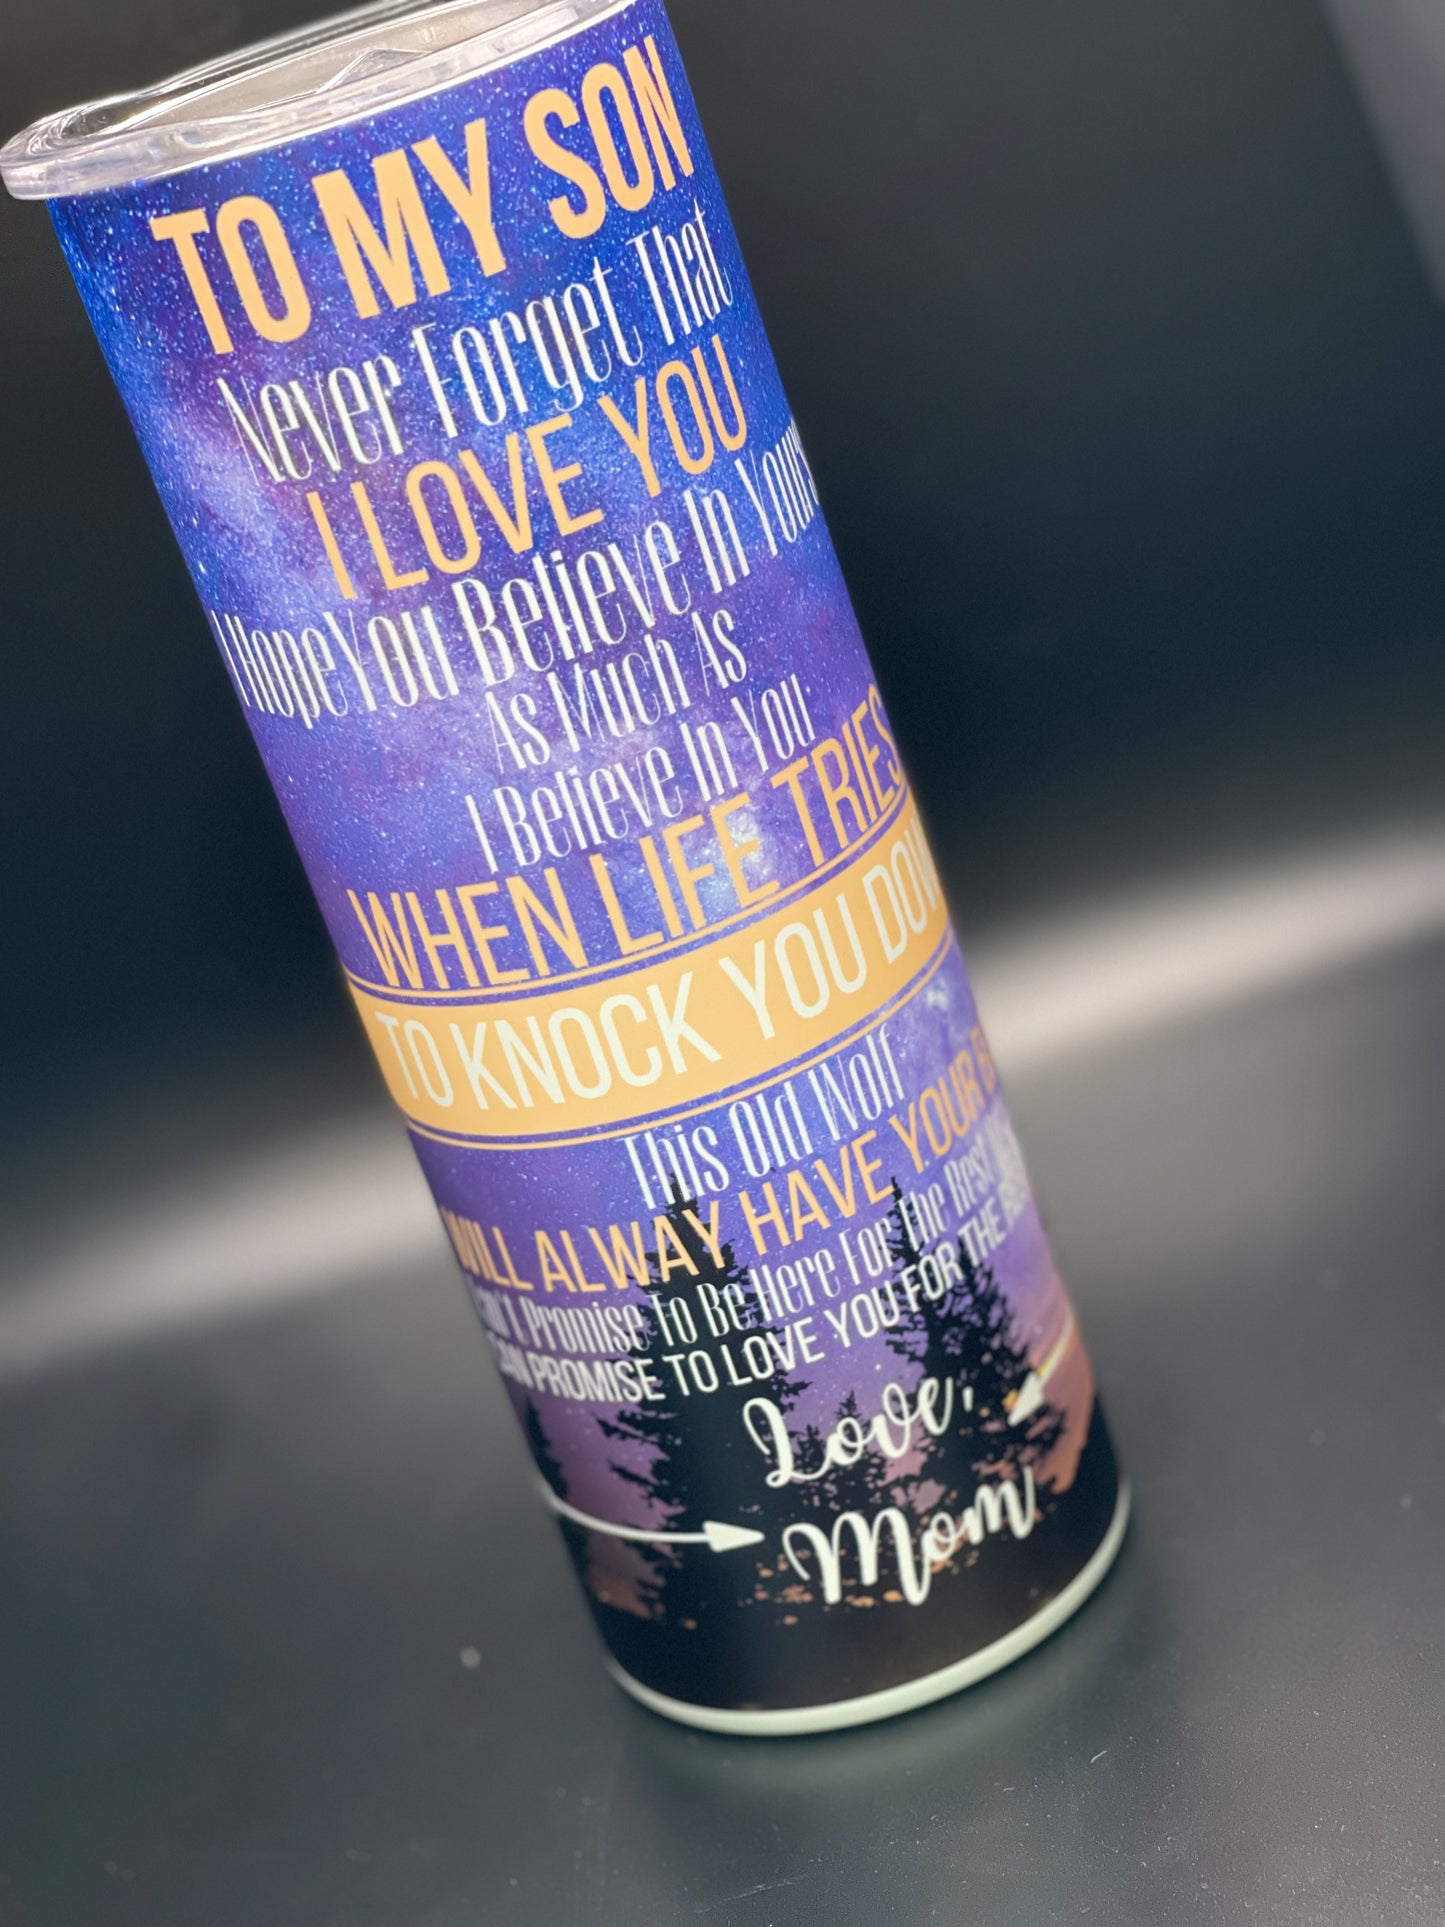 TO MY SON
Never Forget That
I LOVE YOU
I Hope You Believe In Yours
As Much As
I Believe In You
WHEN LIFE TRIES
TO KNOCK YOU DOW
This Old Wolf
WILL ALWAY HAVE YOUR
I Promise To Be Here For The Rest
CAN PROMISE TO LOVE YOU FOR THE
Love,
Mom